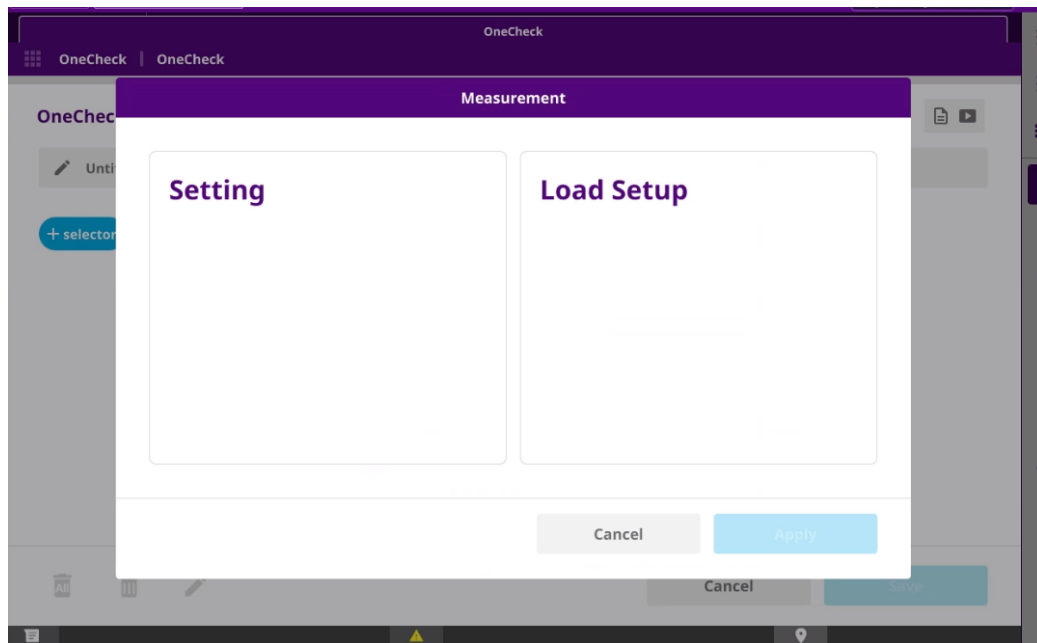 OneCheck
OneCheck | OneCheck
Measurement
OneChec
Unti
+ selector
Setting
Load Setup
Cancel
Apply
All
Cancel
Save